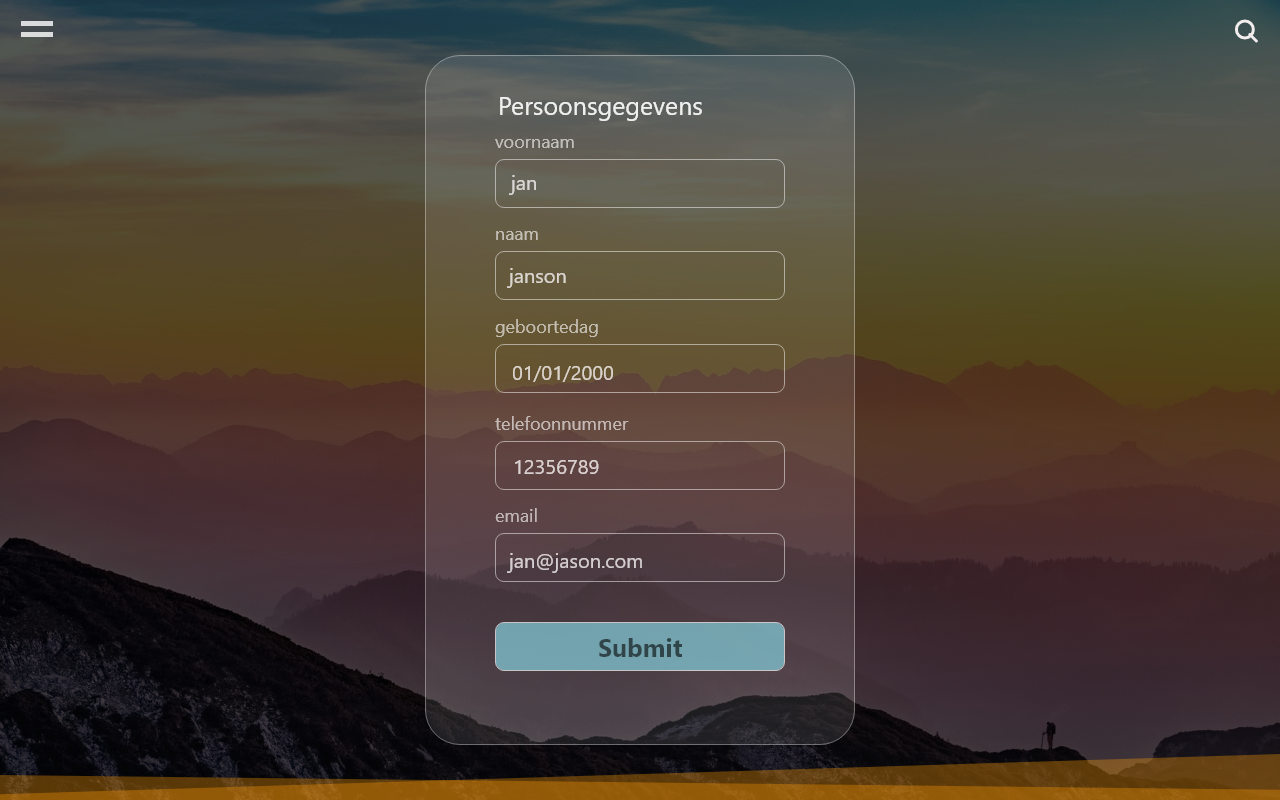 Persoonsgegevens
voornaam
jan
naam
janson
geboortedag
01/01/2000
telefoonnummer
12356789
email
jan@jason.com
Submit